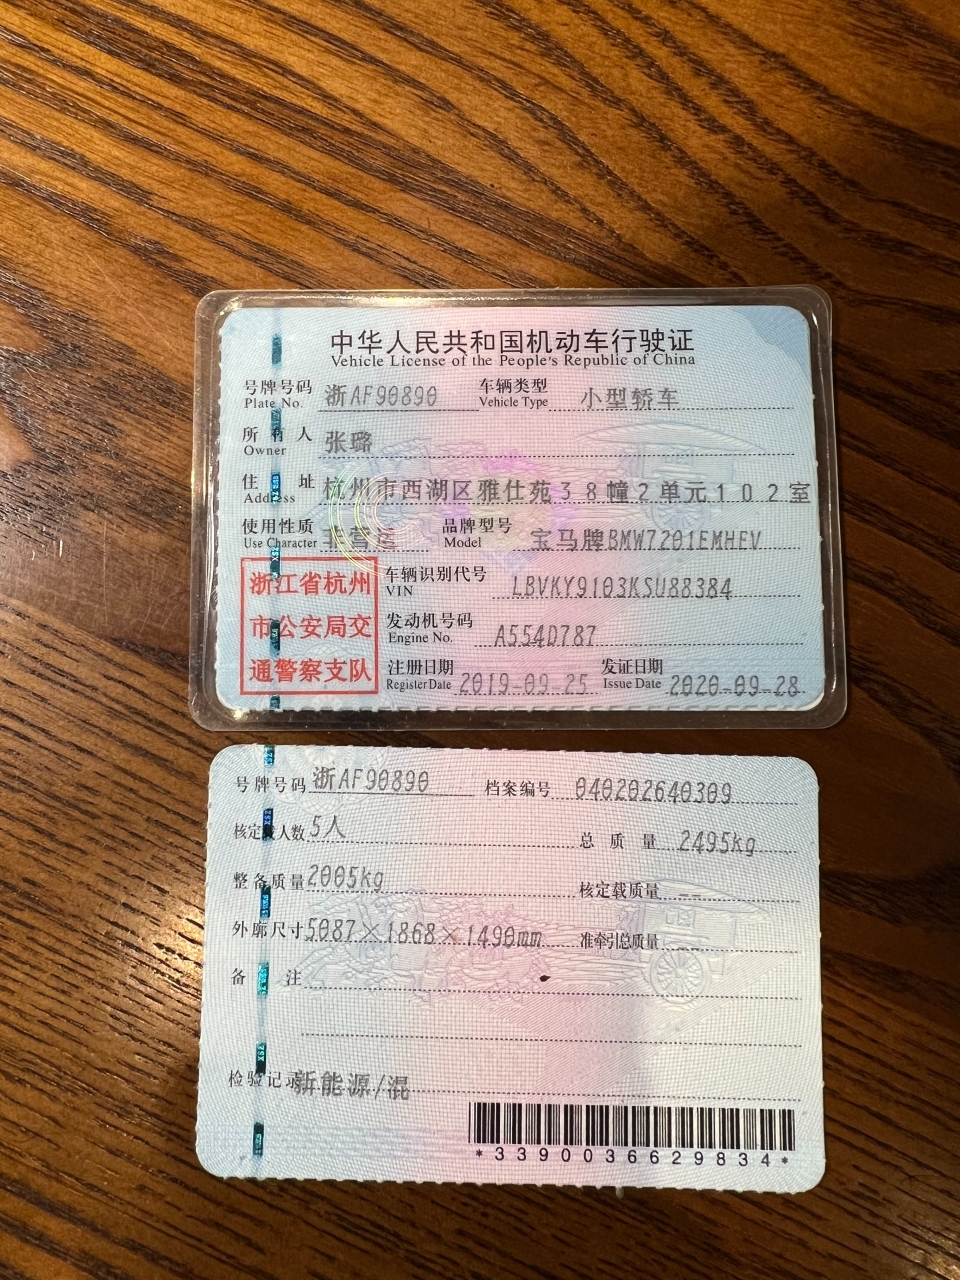 中华人民共和国机动车行驶证
Vehicle License of the People's Republic of China
号牌号码 浙AF90890 车辆类型 小型轿车
Plate No. Vehicle Type
所有人 张璐
Owner
住址 杭州市西湖区雅仕苑38幢2单元102室
Address
使用性质 非营运 品牌型号 宝马牌BMW7201EMHEV
Use Character Model
浙江省杭州
市公安局交
通警察支队
车辆识别代号 LBVKY9103KSU88384
VIN
发动机号码 A554D787
Engine No.
注册日期 2019-09-25 发证日期 2020-09-28
Register Date Issue Date
号牌号码 浙AF90890 档案编号 040202640309
核定载人数 5人 总质量 2495kg
整备质量 2005kg 核定载质量 --
外廓尺寸 5087×1868×1490mm 准牵引总质量
备注
检验记录 新能源/混
*3390036629834*